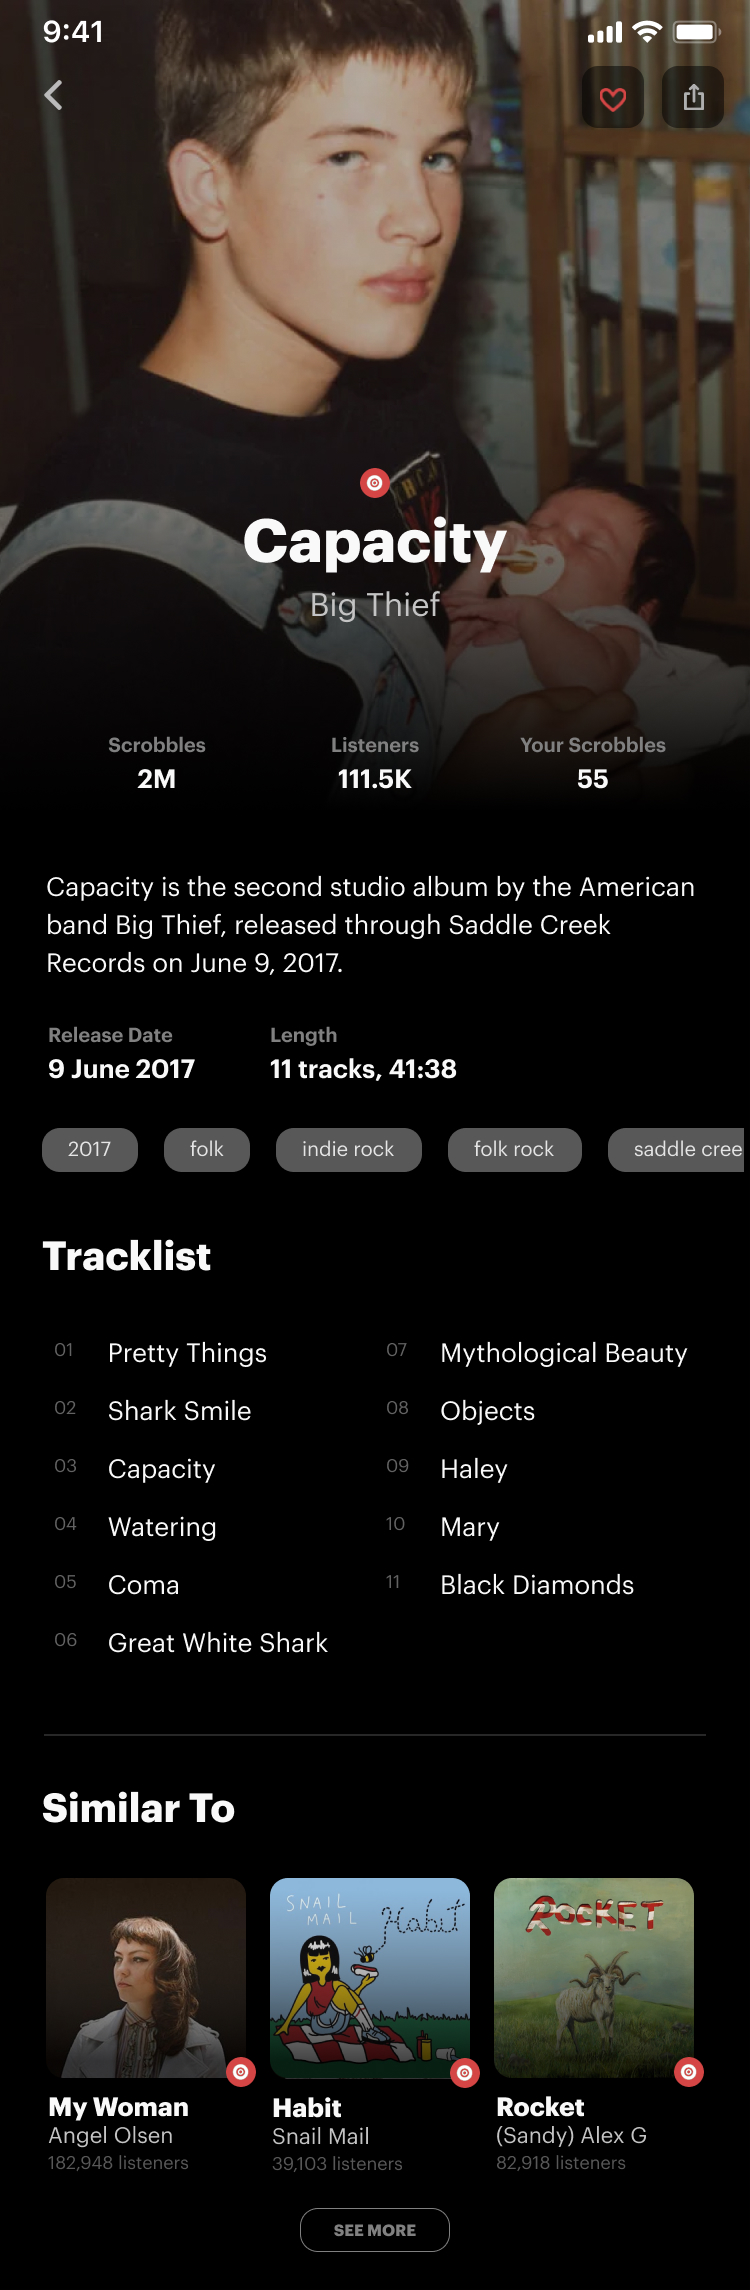 9:41
Capacity
Big Thief
Scrobbles
2M
Listeners
111.5K
Your Scrobbles
55
Capacity is the second studio album by the American
band Big Thief, released through Saddle Creek
Records on June 9, 2017.
Release Date
9 June 2017
Length
11 tracks, 41:38
2017
folk
indie rock
folk rock
saddle cree
Tracklist
01 Pretty Things
02 Shark Smile
03 Capacity
04 Watering
05 Coma
06 Great White Shark
07 Mythological Beauty
08 Objects
09 Haley
10 Mary
11 Black Diamonds
Similar To
SNAIL
MAIL
Habit
ROCKET
My Woman
Angel Olsen
182,948 listeners
Habit
Snail Mail
39,103 listeners
Rocket
(Sandy) Alex G
82,918 listeners
SEE MORE